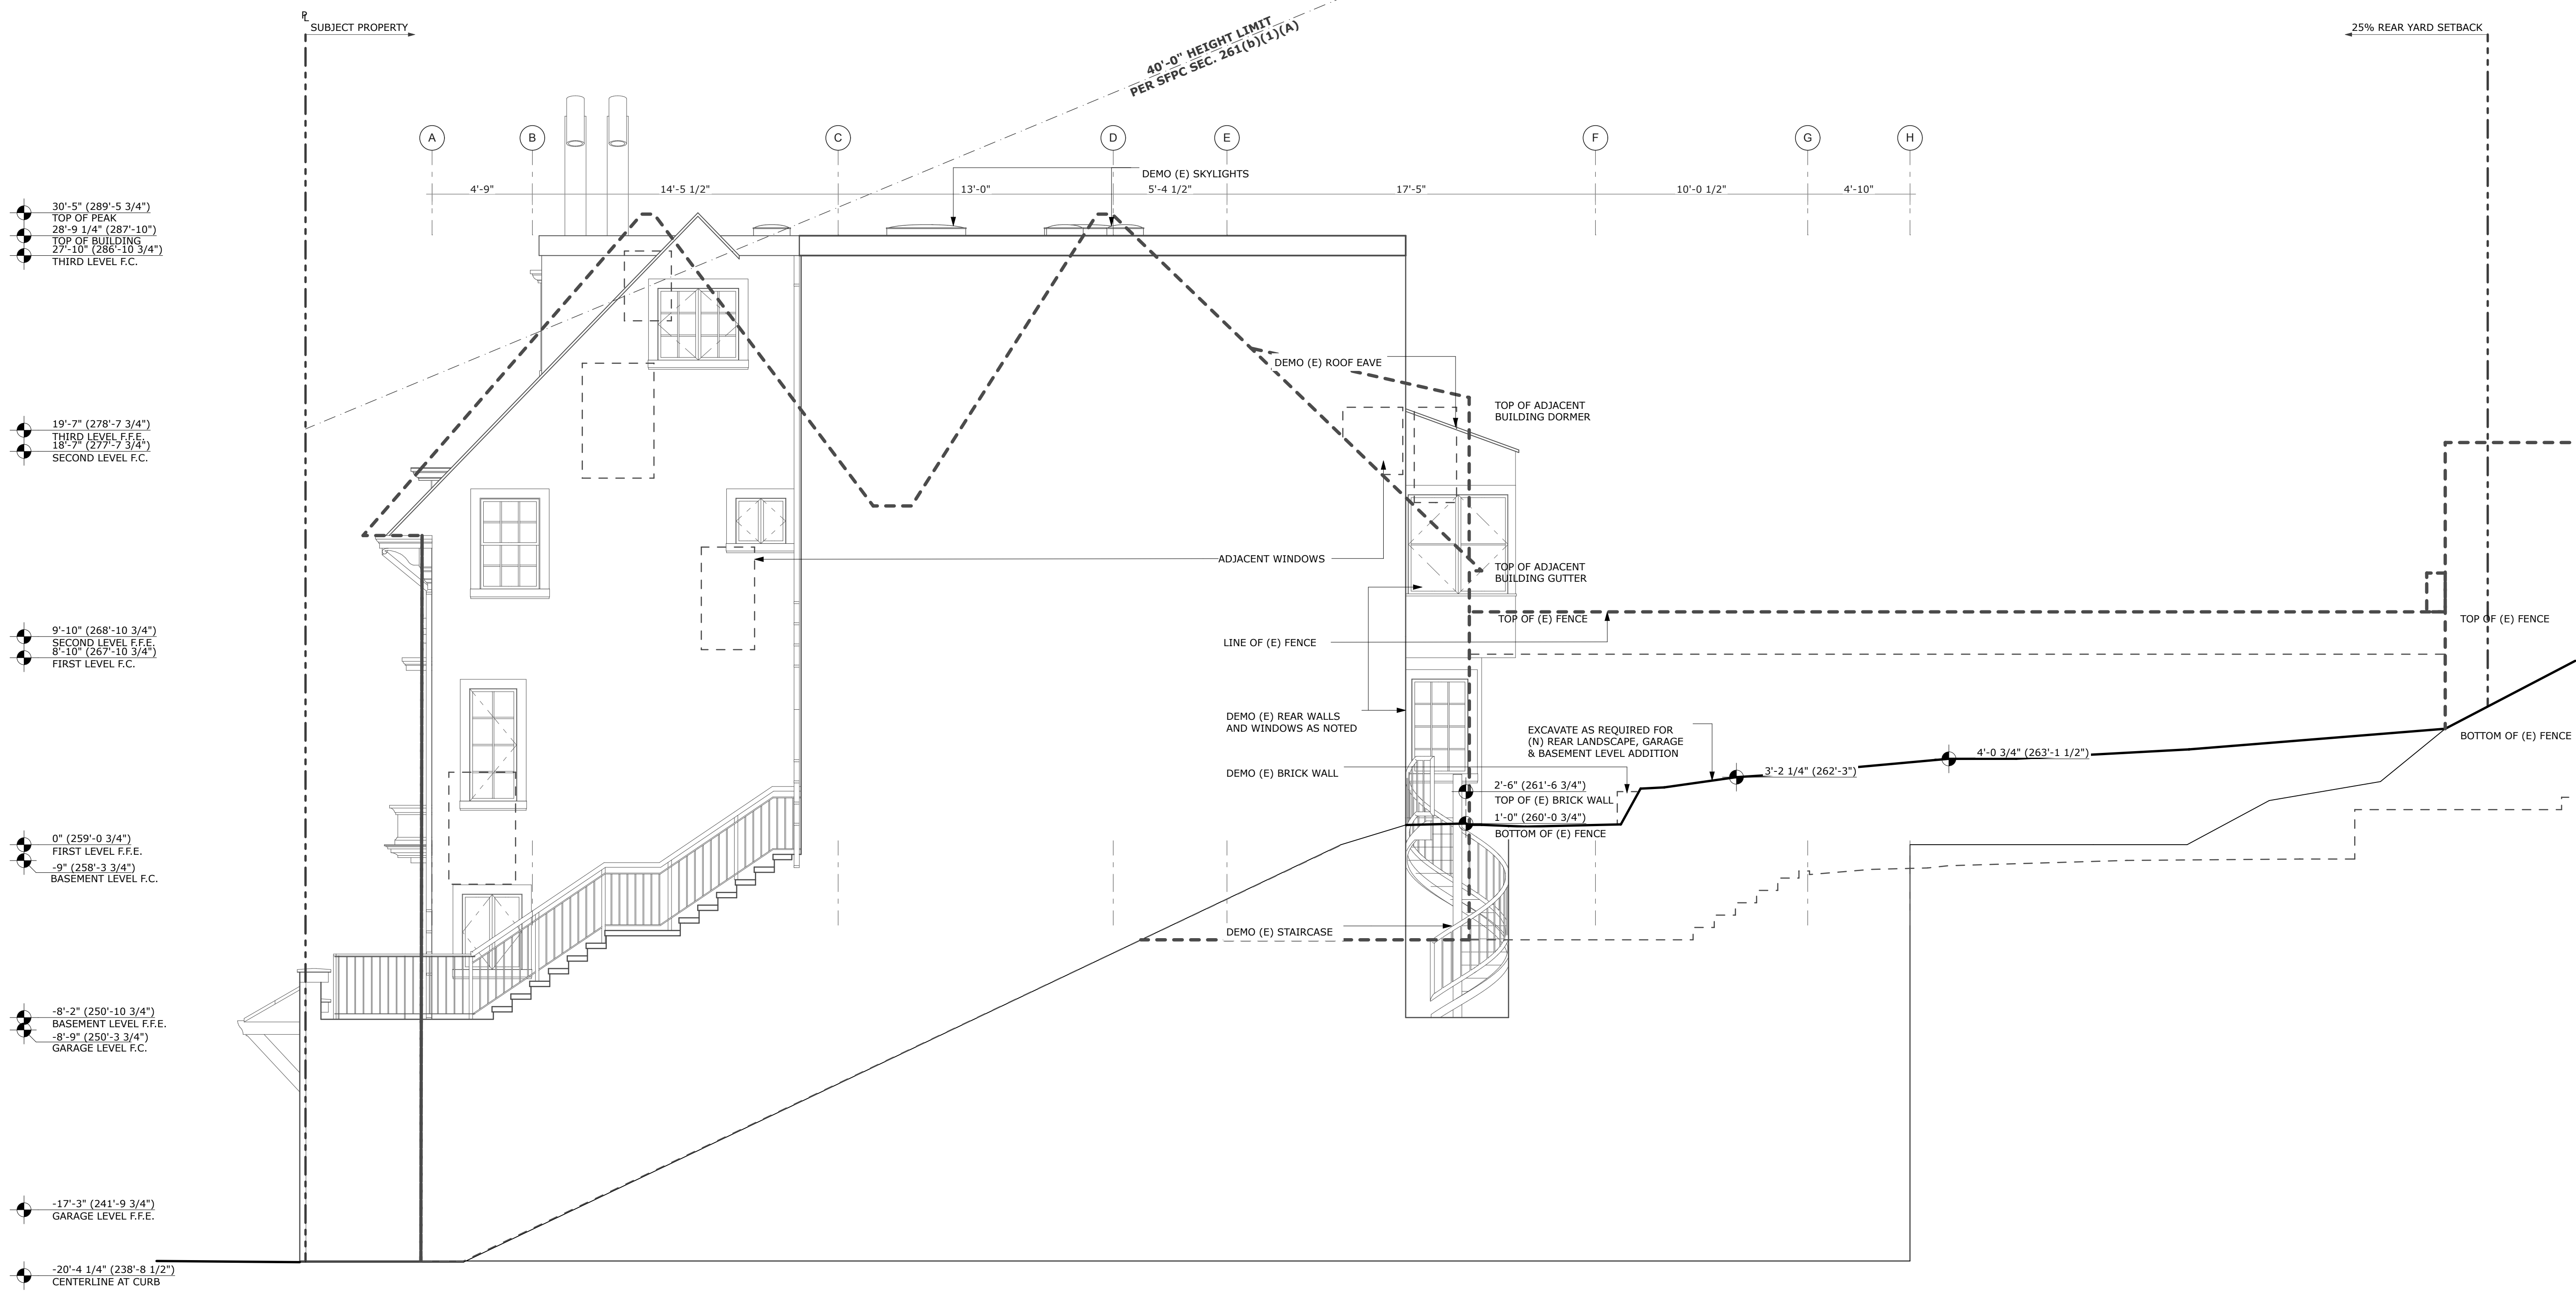 PL
SUBJECT PROPERTY
40'-0" HEIGHT LIMIT
PER SFPC SEC. 261(b)(1)(A)
25% REAR YARD SETBACK
A
B
C
D
E
F
G
H
4'-9"
14'-5 1/2"
13'-0"
5'-4 1/2"
17'-5"
10'-0 1/2"
4'-10"
DEMO (E) SKYLIGHTS
30'-5" (289'-5 3/4")
TOP OF PEAK
28'-9 1/4" (287'-10")
TOP OF BUILDING
27'-10" (286'-10 3/4")
THIRD LEVEL F.C.
DEMO (E) ROOF EAVE
TOP OF ADJACENT
BUILDING DORMER
19'-7" (278'-7 3/4")
THIRD LEVEL F.F.E.
18'-7" (277'-7 3/4")
SECOND LEVEL F.C.
ADJACENT WINDOWS
TOP OF ADJACENT
BUILDING GUTTER
TOP OF (E) FENCE
TOP OF (E) FENCE
9'-10" (268'-10 3/4")
SECOND LEVEL F.F.E.
8'-10" (267'-10 3/4")
FIRST LEVEL F.C.
LINE OF (E) FENCE
DEMO (E) REAR WALLS
AND WINDOWS AS NOTED
EXCAVATE AS REQUIRED FOR
(N) REAR LANDSCAPE, GARAGE
& BASEMENT LEVEL ADDITION
BOTTOM OF (E) FENCE
4'-0 3/4" (263'-1 1/2")
3'-2 1/4" (262'-3")
DEMO (E) BRICK WALL
2'-6" (261'-6 3/4")
TOP OF (E) BRICK WALL
1'-0" (260'-0 3/4")
BOTTOM OF (E) FENCE
0" (259'-0 3/4")
FIRST LEVEL F.F.E.
-9" (258'-3 3/4")
BASEMENT LEVEL F.C.
DEMO (E) STAIRCASE
-8'-2" (250'-10 3/4")
BASEMENT LEVEL F.F.E.
-8'-9" (250'-3 3/4")
GARAGE LEVEL F.C.
-17'-3" (241'-9 3/4")
GARAGE LEVEL F.F.E.
-20'-4 1/4" (238'-8 1/2")
CENTERLINE AT CURB